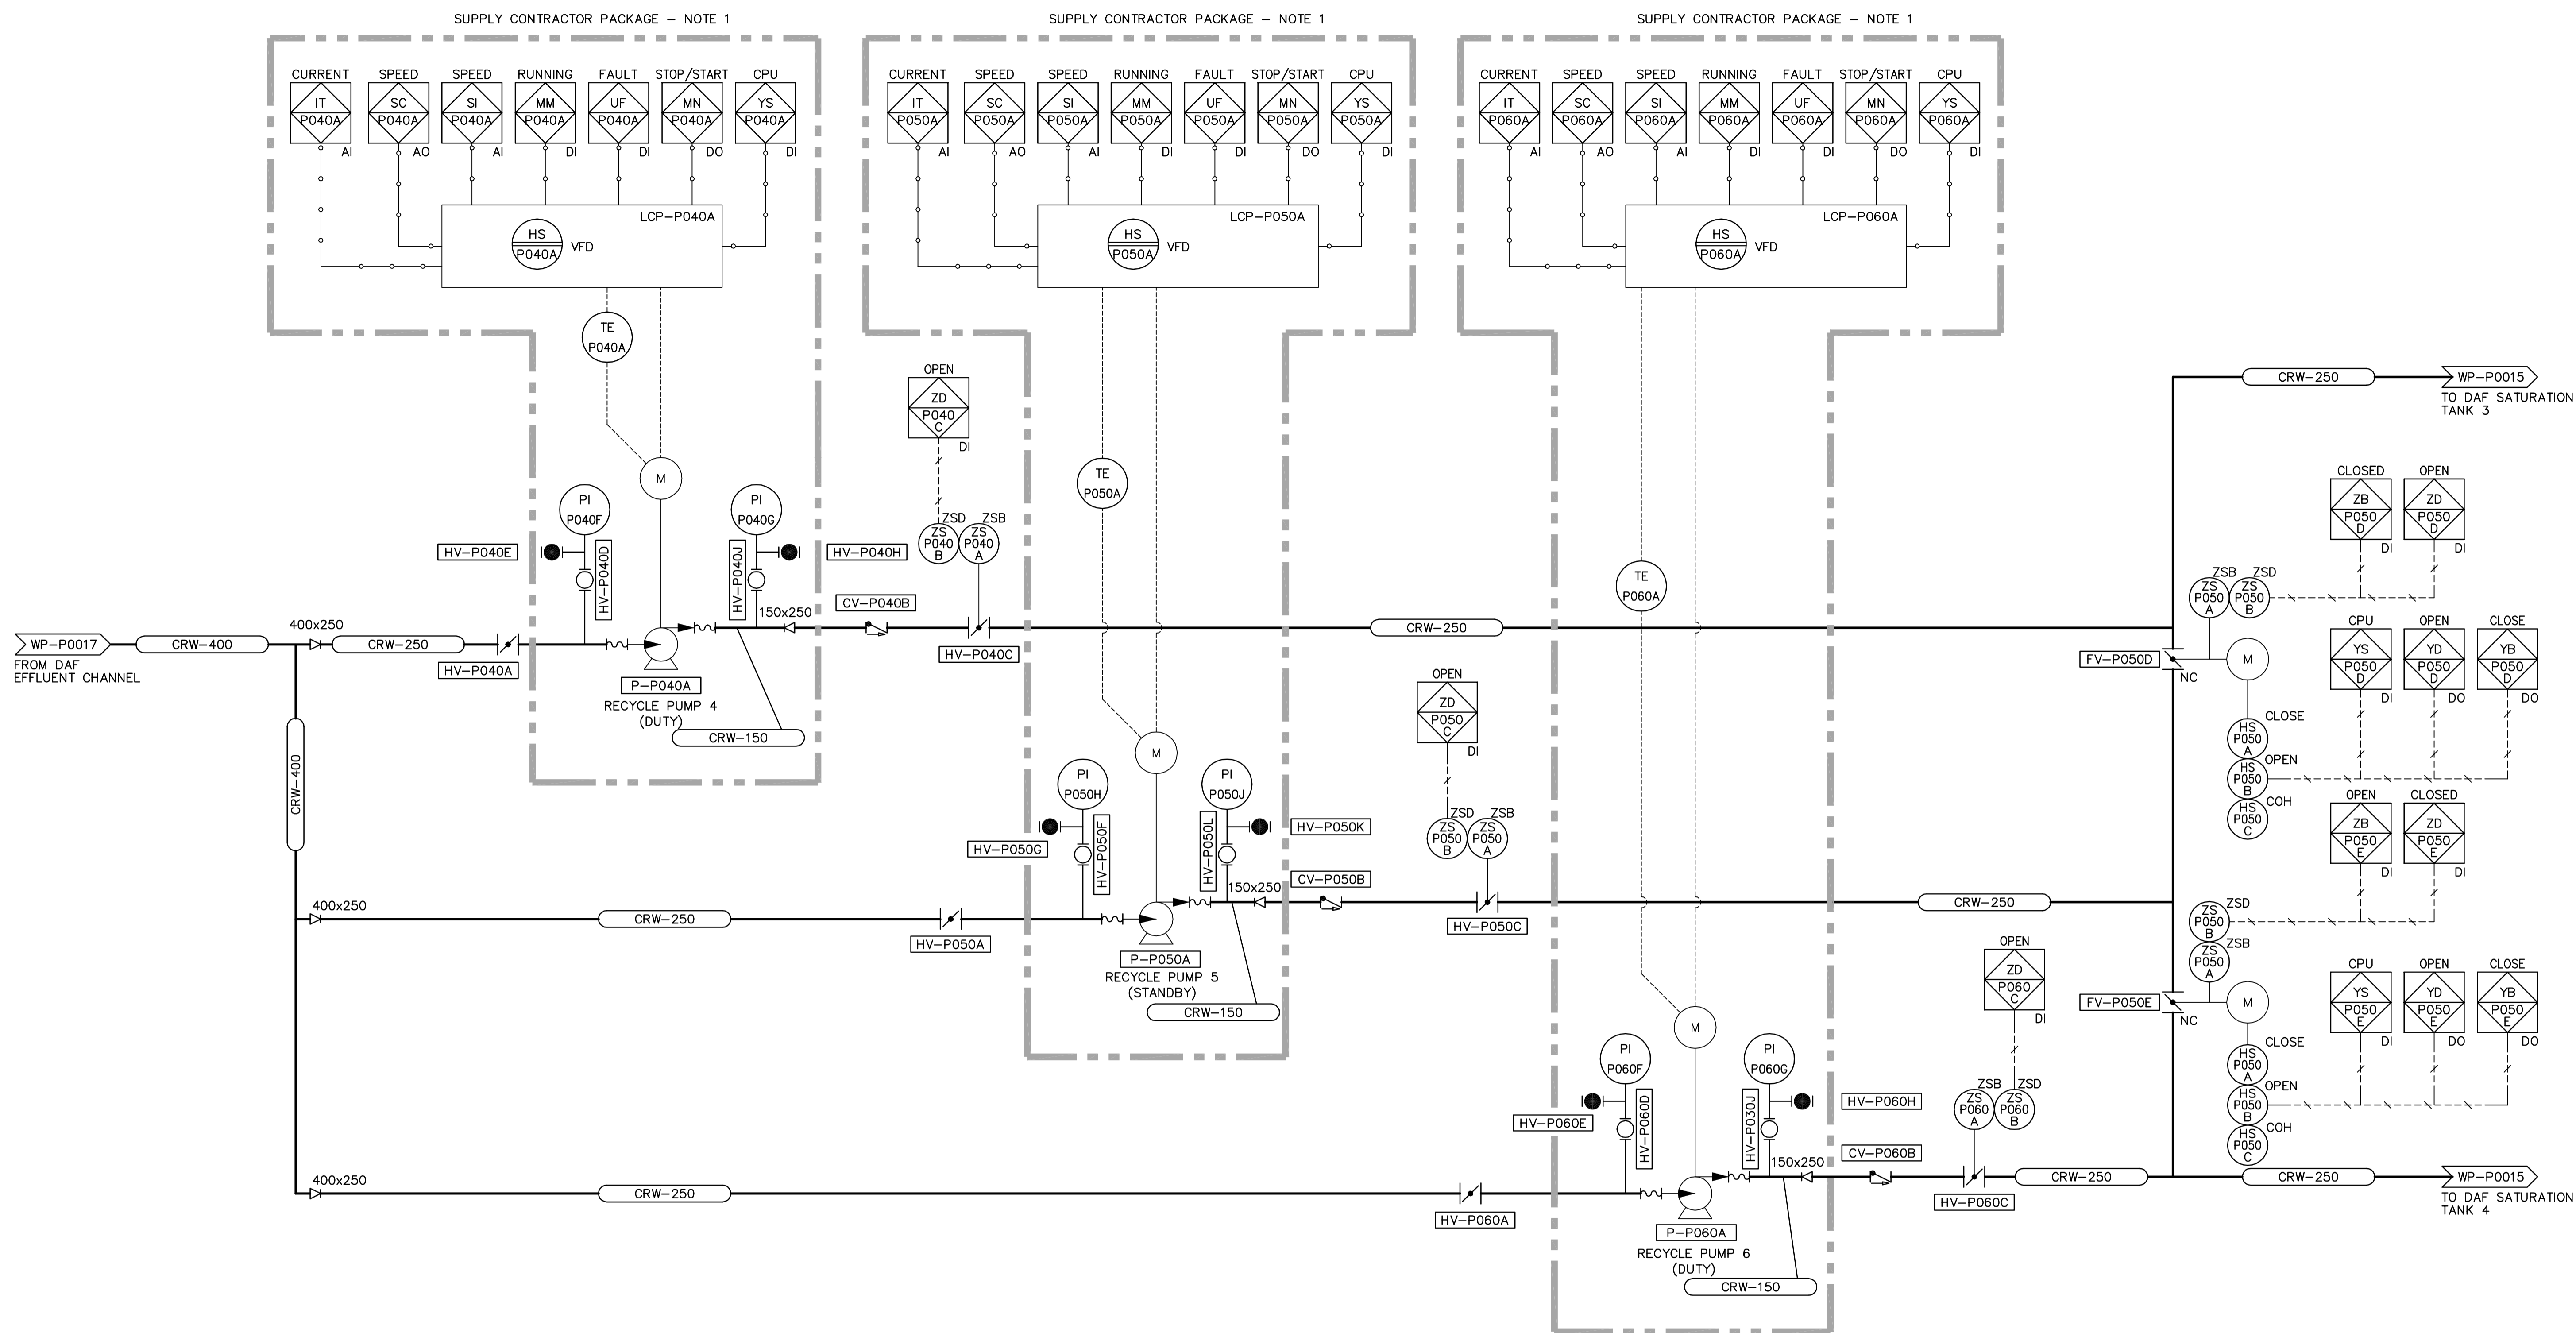 SUPPLY CONTRACTOR PACKAGE – NOTE 1
SUPPLY CONTRACTOR PACKAGE – NOTE 1
SUPPLY CONTRACTOR PACKAGE – NOTE 1
CURRENT
IT
P040A
AI
SPEED
SC
P040A
AO
SPEED
SI
P040A
AI
RUNNING
MM
P040A
DI
FAULT
UF
P040A
DI
STOP/START
MN
P040A
DO
CPU
YS
P040A
DI
LCP–P040A
HS
P040A
VFD
TE
P040A
M
CURRENT
IT
P050A
AI
SPEED
SC
P050A
AO
SPEED
SI
P050A
AI
RUNNING
MM
P050A
DI
FAULT
UF
P050A
DI
STOP/START
MN
P050A
DO
CPU
YS
P050A
DI
LCP–P050A
HS
P050A
VFD
TE
P050A
M
CURRENT
IT
P060A
AI
SPEED
SC
P060A
AO
SPEED
SI
P060A
AI
RUNNING
MM
P060A
DI
FAULT
UF
P060A
DI
STOP/START
MN
P060A
DO
CPU
YS
P060A
DI
LCP–P060A
HS
P060A
VFD
TE
P060A
M
WP–P0017
FROM DAF
EFFLUENT CHANNEL
CRW–400
400x250
CRW–250
HV–P040A
HV–P040E
PI
P040F
HV–P040D
P–P040A
RECYCLE PUMP 4
(DUTY)
PI
P040G
HV–P040J
HV–P040H
150x250
CRW–150
CV–P040B
OPEN
ZD
P040
C
DI
ZSD
ZS
P040
B
ZSB
ZS
P040
A
HV–P040C
CRW–250
CRW–400
400x250
CRW–250
HV–P050A
HV–P050G
PI
P050H
HV–P050F
P–P050A
RECYCLE PUMP 5
(STANDBY)
PI
P050J
HV–P050L
HV–P050K
150x250
CRW–150
CV–P050B
OPEN
ZD
P050
C
DI
ZSD
ZS
P050
B
ZSB
ZS
P050
A
HV–P050C
CRW–250
400x250
CRW–250
HV–P060A
HV–P060E
PI
P060F
HV–P060D
P–P060A
RECYCLE PUMP 6
(DUTY)
PI
P060G
HV–P030J
HV–P060H
150x250
CRW–150
CV–P060B
OPEN
ZD
P060
C
DI
ZSB
ZS
P060
A
ZSD
ZS
P060
B
HV–P060C
CRW–250
CRW–250
WP–P0015
TO DAF SATURATION
TANK 3
CLOSED
ZB
P050
D
DI
OPEN
ZD
P050
D
DI
ZSB
ZS
P050
A
ZSD
ZS
P050
B
FV–P050D
NC
M
CPU
YS
P050
D
DI
OPEN
YD
P050
D
DO
CLOSE
YB
P050
D
DO
CLOSE
HS
P050
A
OPEN
HS
P050
B
COH
HS
P050
C
OPEN
ZB
P050
E
DI
CLOSED
ZD
P050
E
DI
ZSD
ZS
P050
B
ZSB
ZS
P050
A
FV–P050E
NC
M
CPU
YS
P050
E
DI
OPEN
YD
P050
E
DO
CLOSE
YB
P050
E
DO
CLOSE
HS
P050
A
OPEN
HS
P050
B
COH
HS
P050
C
CRW–250
WP–P0015
TO DAF SATURATION
TANK 4